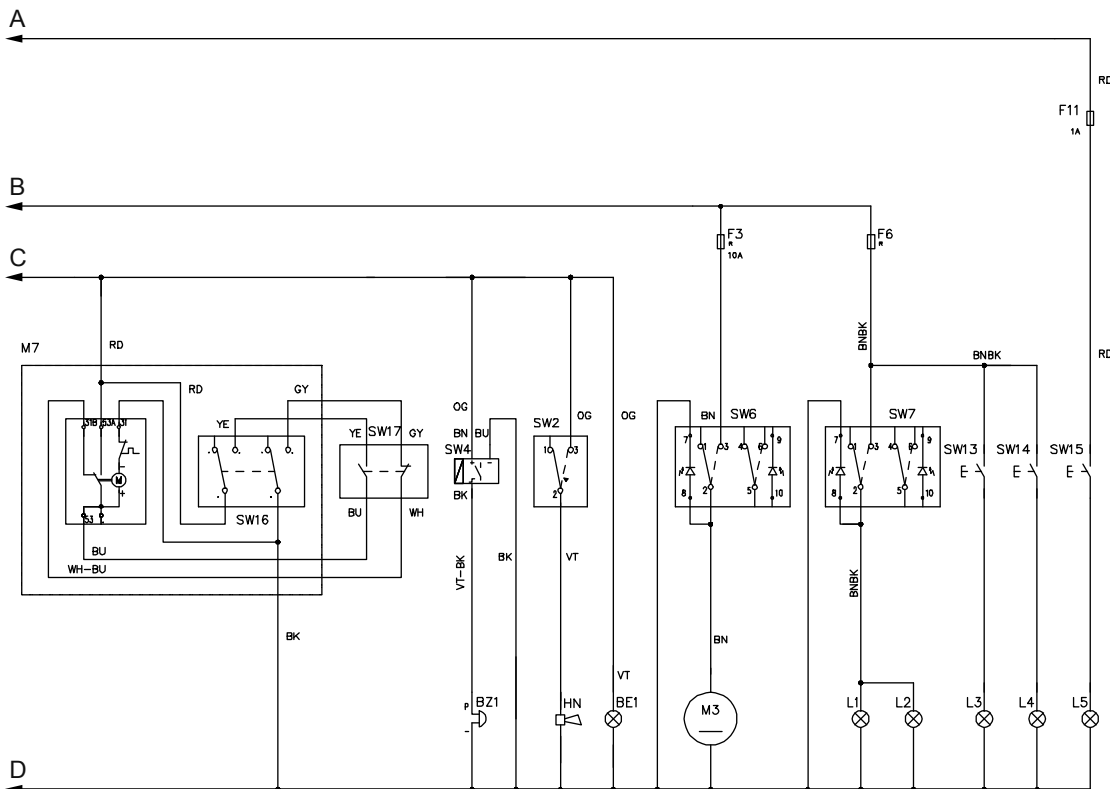 A
RD
F11
1A
B
F3
R
10A
F6
R
C
BNBK
M7
RD
BNBK
RD
RD
GY
OG
OG
OG
31B 53A 31
YE
YE SW17 GY
BN BU
SW4
SW2
BN SW6
SW7
SW13
SW14
SW15
7 1 3 4 6 9
7 1 3 4 6 9
1 3
M
+
BK
2
8 2 5 10
8 2 5 10
53
SW16
BU WH
BU
WH-BU
VT-BK
BK
VT
BNBK
BK
BN
VT
P
BZ1
-
HN
BE1
M3
L1
L2
L3
L4
L5
D